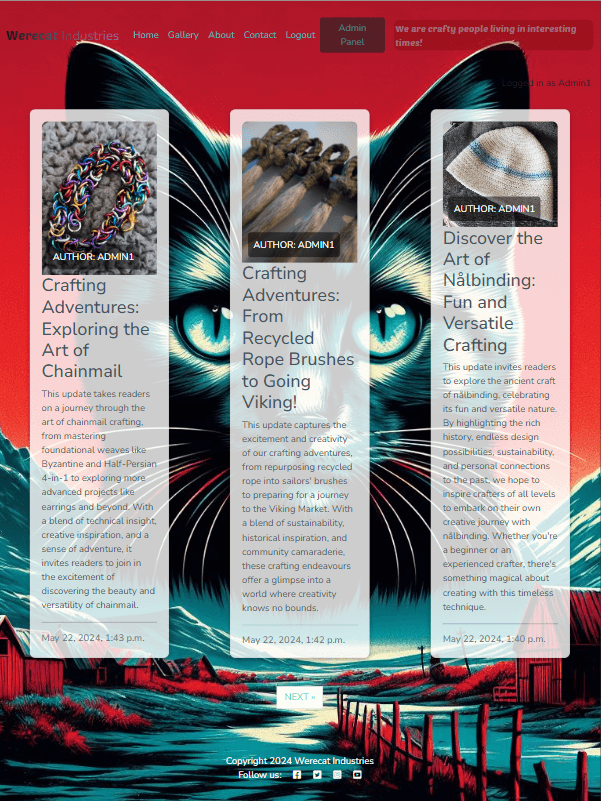 Werecat Industries
Home Gallery About Contact Logout
Admin
Panel
We are crafty people living in interesting
times!
Logged in as Admin1
AUTHOR: ADMIN1
Crafting
Adventures:
Exploring the
Art of
Chainmail
This update takes readers
on a journey through the
art of chainmail crafting,
from mastering
foundational weaves like
Byzantine and Half-Persian
4-in-1 to exploring more
advanced projects like
earrings and beyond. With
a blend of technical insight,
creative inspiration, and a
sense of adventure, it
invites readers to join in
the excitement of
discovering the beauty and
versatility of chainmail.
May 22, 2024, 1:43 p.m.
AUTHOR: ADMIN1
Crafting
Adventures:
From
Recycled
Rope Brushes
to Going
Viking!
This update captures the
excitement and creativity
of our crafting adventures,
from repurposing recycled
rope into sailors' brushes
to preparing for a journey
to the Viking Market. With
a blend of sustainability,
historical inspiration, and
community camaraderie,
these crafting endeavours
offer a glimpse into a
world where creativity
knows no bounds.
May 22, 2024, 1:42 p.m.
AUTHOR: ADMIN1
Discover the
Art of
Nålbinding:
Fun and
Versatile
Crafting
This update invites readers
to explore the ancient craft
of nålbinding, celebrating
its fun and versatile nature.
By highlighting the rich
history, endless design
possibilities, sustainability,
and personal connections
to the past, we hope to
inspire crafters of all levels
to embark on their own
creative journey with
nålbinding. Whether you're
a beginner or an
experienced crafter, there's
something magical about
creating with this timeless
technique.
May 22, 2024, 1:40 p.m.
NEXT »
Copyright 2024 Werecat Industries
Follow us: